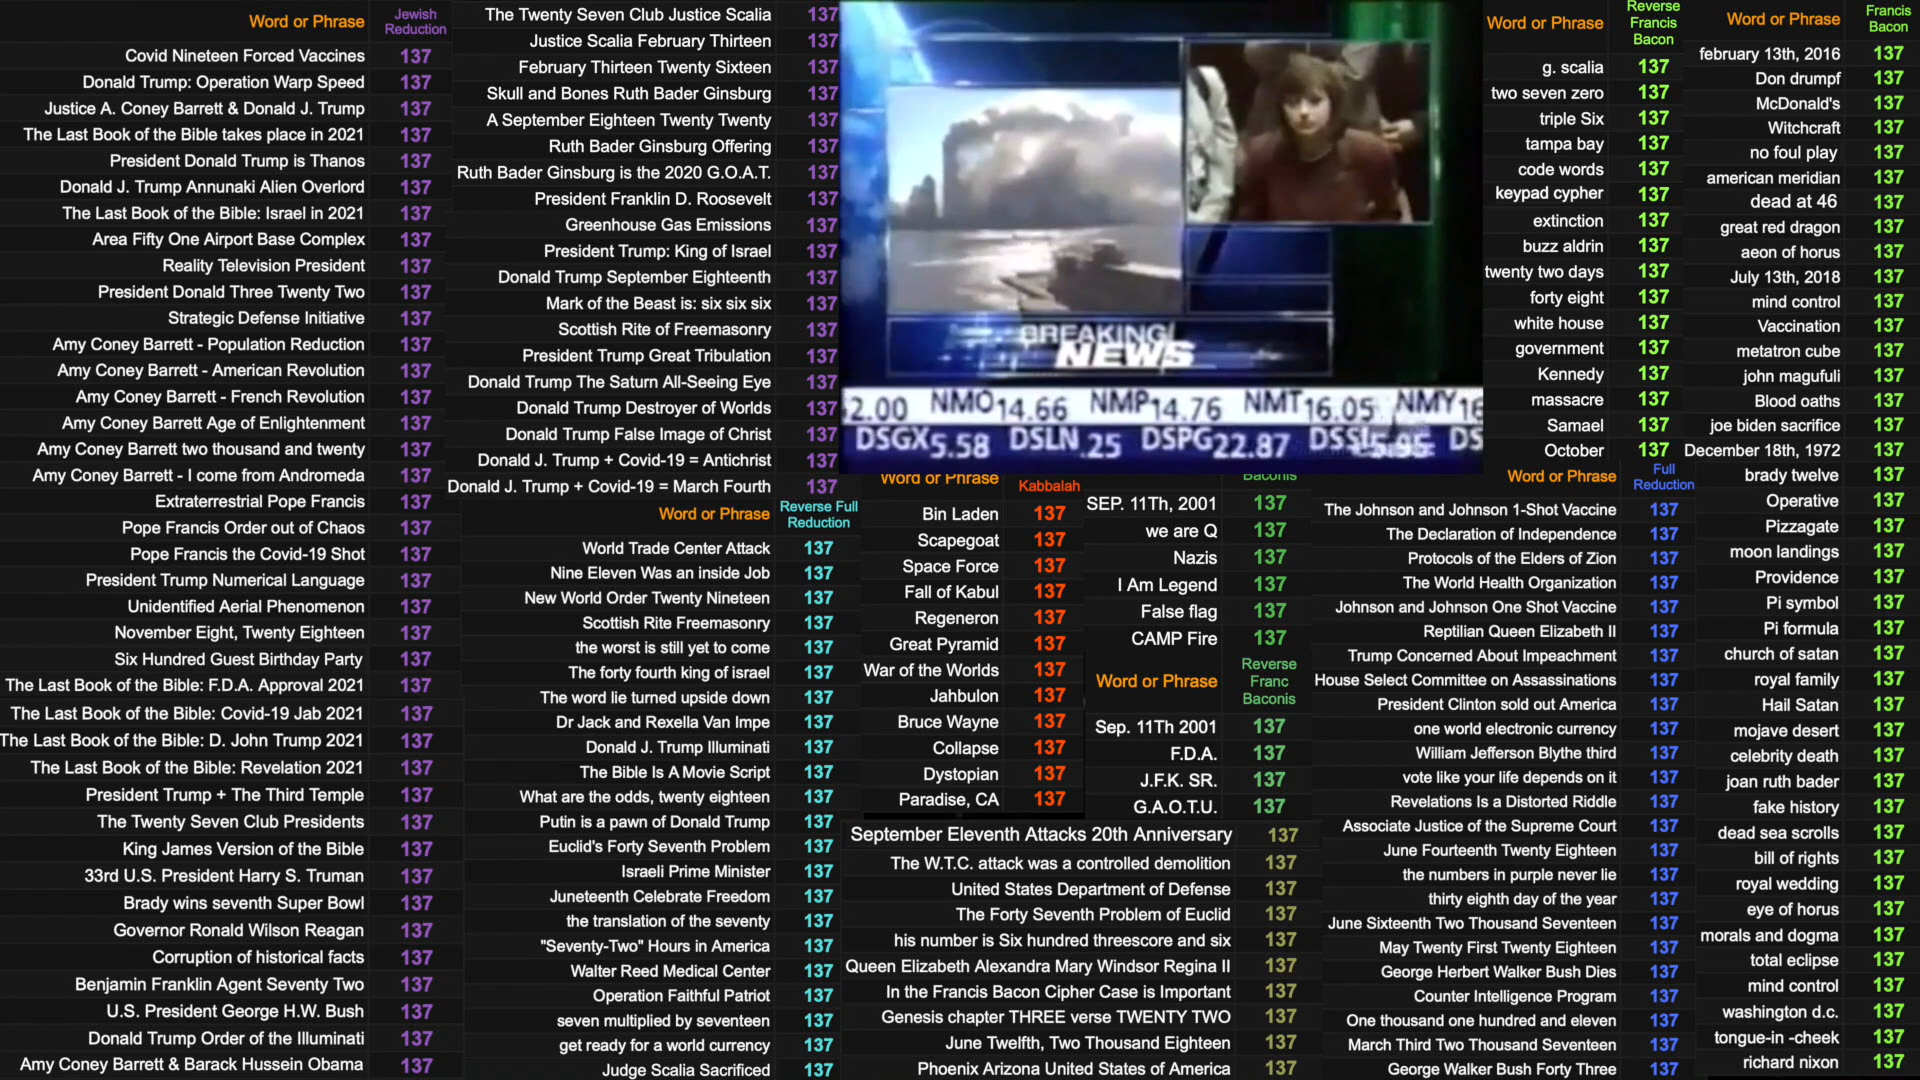 Word or Phrase Jewish Reduction
Covid Nineteen Forced Vaccines 137
Donald Trump: Operation Warp Speed 137
Justice A. Coney Barrett & Donald J. Trump 137
The Last Book of the Bible takes place in 2021 137
President Donald Trump is Thanos 137
Donald J. Trump Annunaki Alien Overlord 137
The Last Book of the Bible: Israel in 2021 137
Area Fifty One Airport Base Complex 137
Reality Television President 137
President Donald Three Twenty Two 137
Strategic Defense Initiative 137
Amy Coney Barrett - Population Reduction 137
Amy Coney Barrett - American Revolution 137
Amy Coney Barrett - French Revolution 137
Amy Coney Barrett Age of Enlightenment 137
Amy Coney Barrett two thousand and twenty 137
Amy Coney Barrett - I come from Andromeda 137
Extraterrestrial Pope Francis 137
Pope Francis Order out of Chaos 137
Pope Francis the Covid-19 Shot 137
President Trump Numerical Language 137
Unidentified Aerial Phenomenon 137
November Eight, Twenty Eighteen 137
Six Hundred Guest Birthday Party 137
The Last Book of the Bible: F.D.A. Approval 2021 137
The Last Book of the Bible: Covid-19 Jab 2021 137
The Last Book of the Bible: D. John Trump 2021 137
The Last Book of the Bible: Revelation 2021 137
President Trump + The Third Temple 137
The Twenty Seven Club Presidents 137
King James Version of the Bible 137
33rd U.S. President Harry S. Truman 137
Brady wins seventh Super Bowl 137
Governor Ronald Wilson Reagan 137
Corruption of historical facts 137
Benjamin Franklin Agent Seventy Two 137
U.S. President George H.W. Bush 137
Donald Trump Order of the Illuminati 137
Amy Coney Barrett & Barack Hussein Obama 137
The Twenty Seven Club Justice Scalia 137
Justice Scalia February Thirteen 137
February Thirteen Twenty Sixteen 137
Skull and Bones Ruth Bader Ginsburg 137
A September Eighteen Twenty Twenty 137
Ruth Bader Ginsburg Offering 137
Ruth Bader Ginsburg is the 2020 G.O.A.T. 137
President Franklin D. Roosevelt 137
Greenhouse Gas Emissions 137
President Trump: King of Israel 137
Donald Trump September Eighteenth 137
Mark of the Beast is: six six six 137
Scottish Rite of Freemasonry 137
President Trump Great Tribulation 137
Donald Trump The Saturn All-Seeing Eye 137
Donald Trump Destroyer of Worlds 137
Donald Trump False Image of Christ 137
Donald J. Trump + Covid-19 = Antichrist 137
Donald J. Trump + Covid-19 = March Fourth 137
Word or Phrase Reverse Full Reduction
World Trade Center Attack 137
Nine Eleven Was an inside Job 137
New World Order Twenty Nineteen 137
Scottish Rite Freemasonry 137
the worst is still yet to come 137
The forty fourth king of israel 137
The word lie turned upside down 137
Dr Jack and Rexella Van Impe 137
Donald J. Trump Illuminati 137
The Bible Is A Movie Script 137
What are the odds, twenty eighteen 137
Putin is a pawn of Donald Trump 137
Euclid's Forty Seventh Problem 137
Israeli Prime Minister 137
Juneteenth Celebrate Freedom 137
the translation of the seventy 137
"Seventy-Two" Hours in America 137
Walter Reed Medical Center 137
Operation Faithful Patriot 137
seven multiplied by seventeen 137
get ready for a world currency 137
Judge Scalia Sacrificed 137
BREAKING
NEWS
2.00 NMO14.66 NMP14.76 NMT16.05 NMY16
DSGX5.58 DSLN.25 DSPG22.87 DSSL5.95 DS
Word or Phrase Kabbalah
Bin Laden 137
Scapegoat 137
Space Force 137
Fall of Kabul 137
Regeneron 137
Great Pyramid 137
War of the Worlds 137
Jahbulon 137
Bruce Wayne 137
Collapse 137
Dystopian 137
Paradise, CA 137
Baconis
SEP. 11Th, 2001 137
we are Q 137
Nazis 137
I Am Legend 137
False flag 137
CAMP Fire 137
Word or Phrase Reverse Franc Baconis
Sep. 11Th 2001 137
F.D.A. 137
J.F.K. SR. 137
G.A.O.T.U. 137
September Eleventh Attacks 20th Anniversary 137
The W.T.C. attack was a controlled demolition 137
United States Department of Defense 137
The Forty Seventh Problem of Euclid 137
his number is Six hundred threescore and six 137
Queen Elizabeth Alexandra Mary Windsor Regina II 137
In the Francis Bacon Cipher Case is Important 137
Genesis chapter THREE verse TWENTY TWO 137
June Twelfth, Two Thousand Eighteen 137
Phoenix Arizona United States of America 137
Word or Phrase Reverse Francis Bacon
g. scalia 137
two seven zero 137
triple Six 137
tampa bay 137
code words 137
keypad cypher 137
extinction 137
buzz aldrin 137
twenty two days 137
forty eight 137
white house 137
government 137
Kennedy 137
massacre 137
Samael 137
October 137
Word or Phrase Full Reduction
The Johnson and Johnson 1-Shot Vaccine 137
The Declaration of Independence 137
Protocols of the Elders of Zion 137
The World Health Organization 137
Johnson and Johnson One Shot Vaccine 137
Reptilian Queen Elizabeth II 137
Trump Concerned About Impeachment 137
House Select Committee on Assassinations 137
President Clinton sold out America 137
one world electronic currency 137
William Jefferson Blythe third 137
vote like your life depends on it 137
Revelations Is a Distorted Riddle 137
Associate Justice of the Supreme Court 137
June Fourteenth Twenty Eighteen 137
the numbers in purple never lie 137
thirty eighth day of the year 137
June Sixteenth Two Thousand Seventeen 137
May Twenty First Twenty Eighteen 137
George Herbert Walker Bush Dies 137
Counter Intelligence Program 137
One thousand one hundred and eleven 137
March Third Two Thousand Seventeen 137
George Walker Bush Forty Three 137
Word or Phrase Francis Bacon
february 13th, 2016 137
Don drumpf 137
McDonald's 137
Witchcraft 137
no foul play 137
american meridian 137
dead at 46 137
great red dragon 137
aeon of horus 137
July 13th, 2018 137
mind control 137
Vaccination 137
metatron cube 137
john magufuli 137
Blood oaths 137
joe biden sacrifice 137
December 18th, 1972 137
brady twelve 137
Operative 137
Pizzagate 137
moon landings 137
Providence 137
Pi symbol 137
Pi formula 137
church of satan 137
royal family 137
Hail Satan 137
mojave desert 137
celebrity death 137
joan ruth bader 137
fake history 137
dead sea scrolls 137
bill of rights 137
royal wedding 137
eye of horus 137
morals and dogma 137
total eclipse 137
mind control 137
washington d.c. 137
tongue-in -cheek 137
richard nixon 137